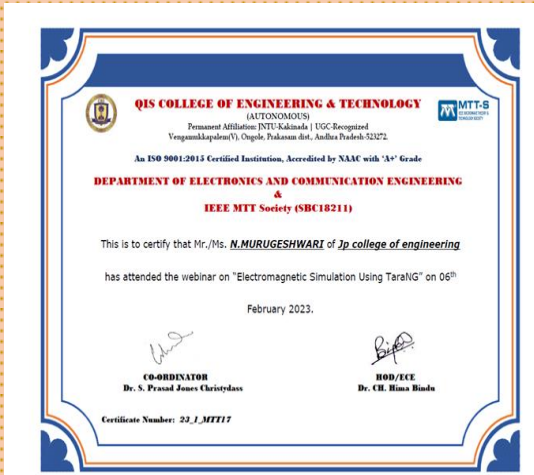 QIS COLLEGE OF ENGINEERING & TECHNOLOGY
(AUTONOMOUS)
Permanent Affiliation: JNTU-Kakinada | UGC-Recognized
Vengamukkapalem(V), Ongole, Prakasam dist., Andhra Pradesh-523272.
MTT-S
An ISO 9001:2015 Certified Institution, Accredited by NAAC with ‘A+’ Grade
DEPARTMENT OF ELECTRONICS AND COMMUNICATION ENGINEERING
&
IEEE MTT Society (SBC18211)
This is to certify that Mr./Ms. N.MURUGESHWARI of Jp college of engineering
has attended the webinar on “Electromagnetic Simulation Using TaraNG” on 06th
February 2023.
CO-ORDINATOR
Dr. S. Prasad Jones Christydass
HOD/ECE
Dr. CH. Hima Bindu
Certificate Number: 23_1_MTT17